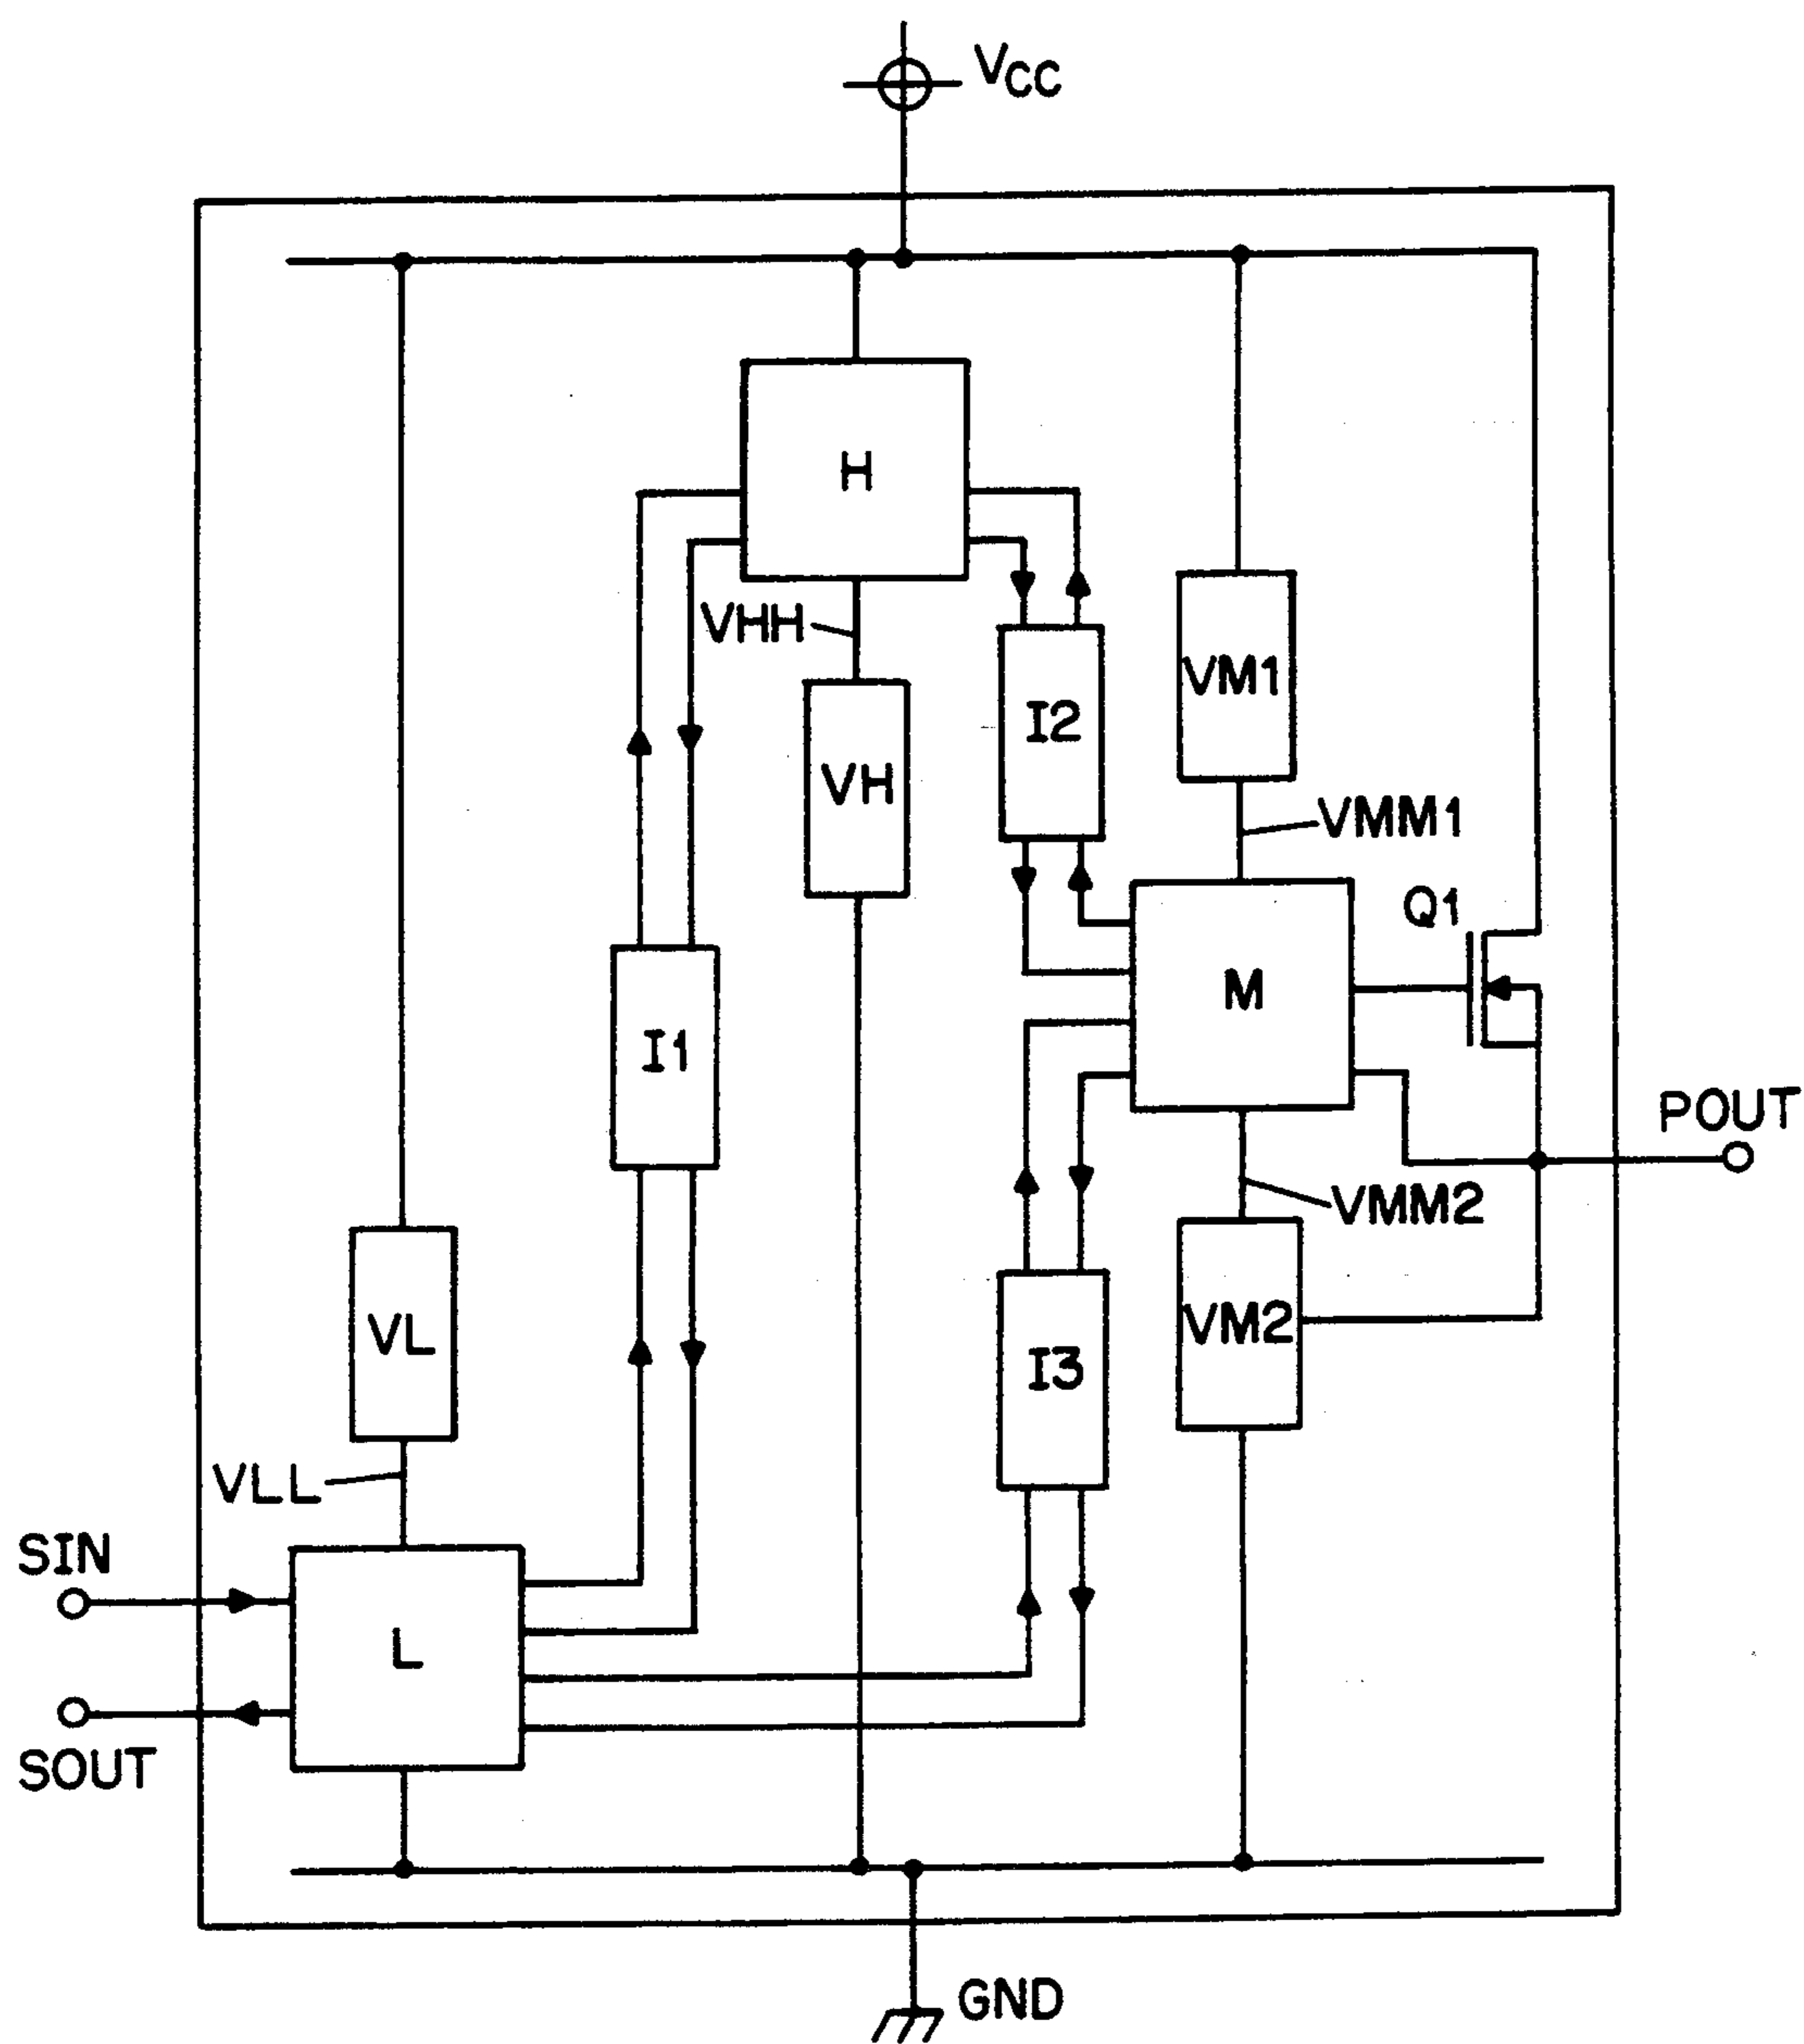 VCC
H
VHH
VM1
I2
VH
VMM1
Q1
M
I1
POUT
VMM2
VM2
VL
I3
VLL
SIN
L
SOUT
GND